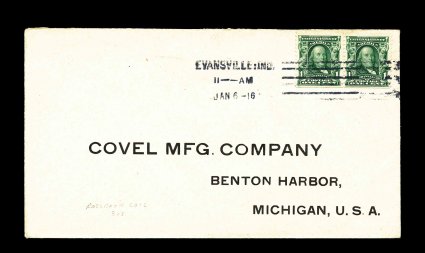 EVANSVILLE, IND.
11—AM
JAN 6-16
COVEL MFG. COMPANY
BENTON HARBOR,
MICHIGAN, U.S.A.